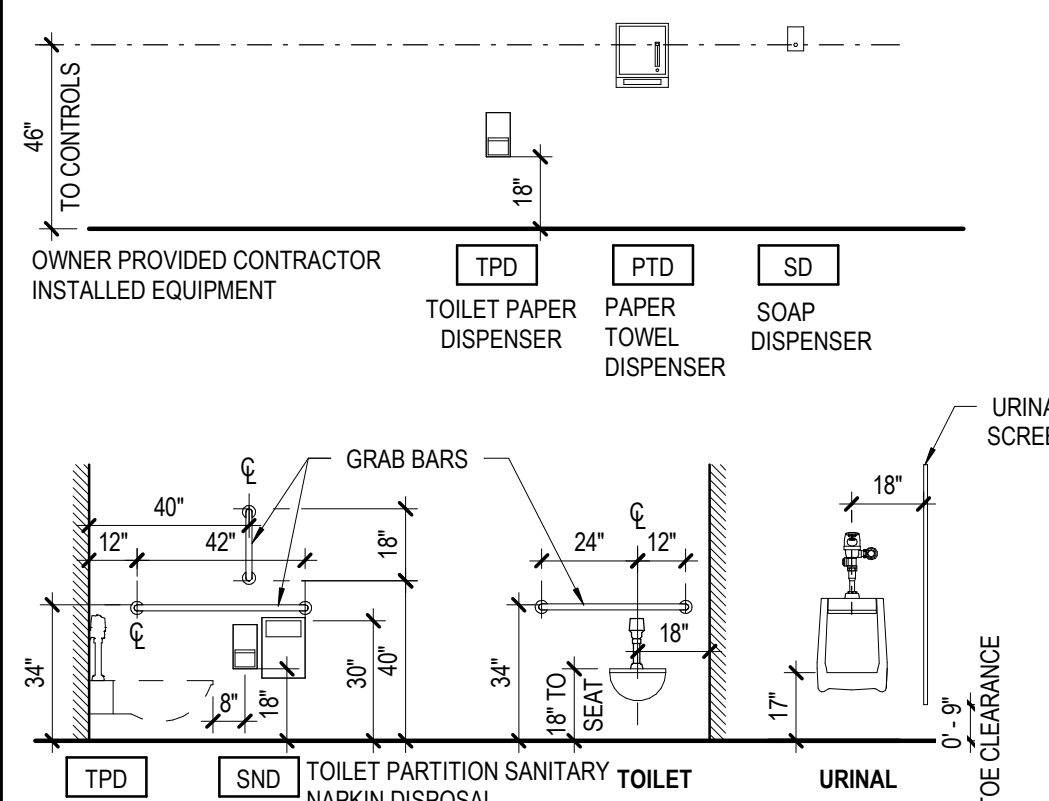 46"
TO CONTROLS
18"
OWNER PROVIDED CONTRACTOR
INSTALLED EQUIPMENT
TPD
TOILET PAPER
DISPENSER
PTD
PAPER
TOWEL
DISPENSER
SD
SOAP
DISPENSER
GRAB BARS
40"
12"
42"
18"
34"
8"
18"
30"
40"
24"
12"
18"
34"
18" TO
SEAT
18"
17"
0' - 9"
TOE CLEARANCE
TPD
SND
TOILET PARTITION SANITARY
NAPKIN DISPOSAL
TOILET
URINAL